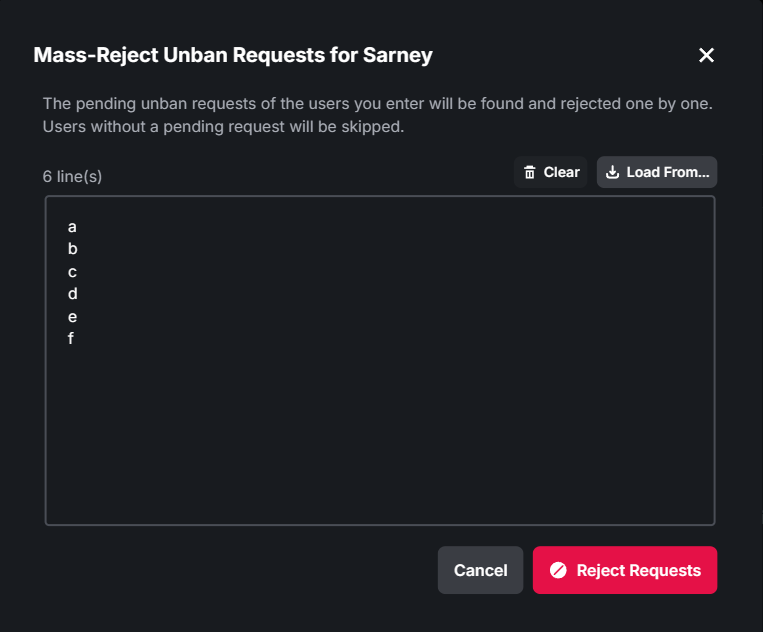 Mass-Reject Unban Requests for Sarney
The pending unban requests of the users you enter will be found and rejected one by one.
Users without a pending request will be skipped.
6 line(s)
Clear
Load From...
a
b
c
d
e
f
Cancel
Reject Requests